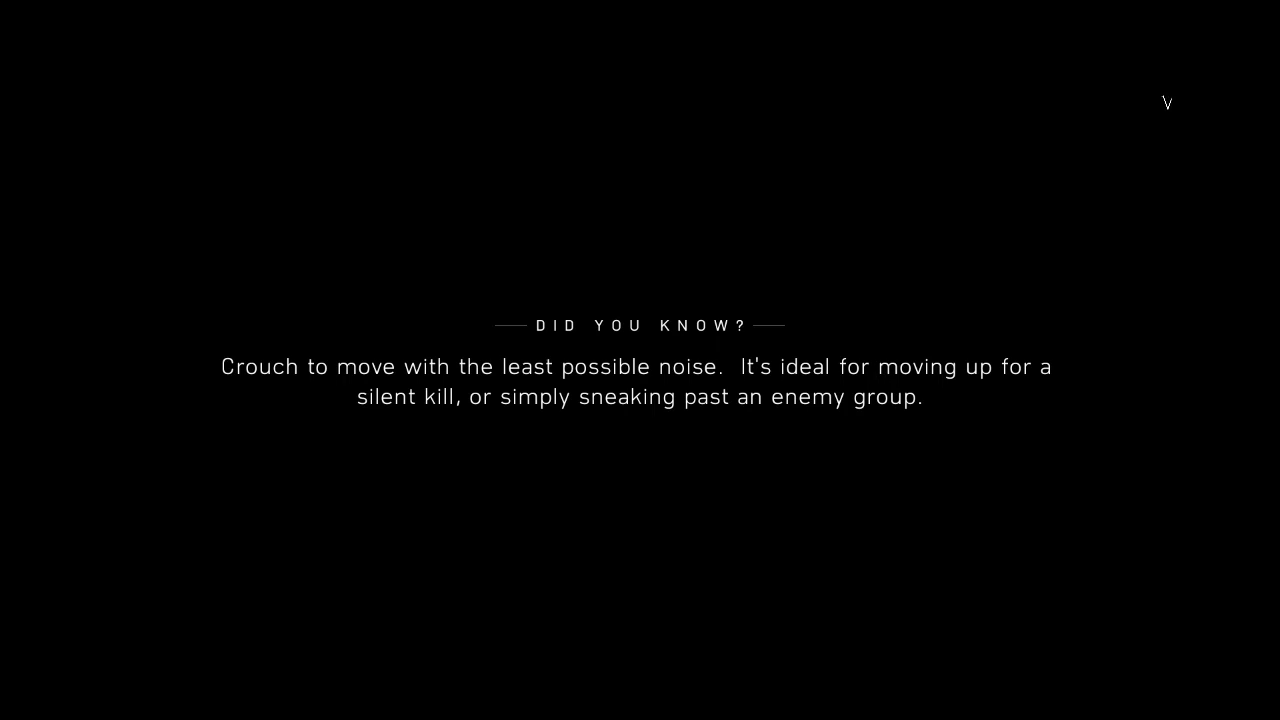 V
DID YOU KNOW?
Crouch to move with the least possible noise.  It's ideal for moving up for a
silent kill, or simply sneaking past an enemy group.